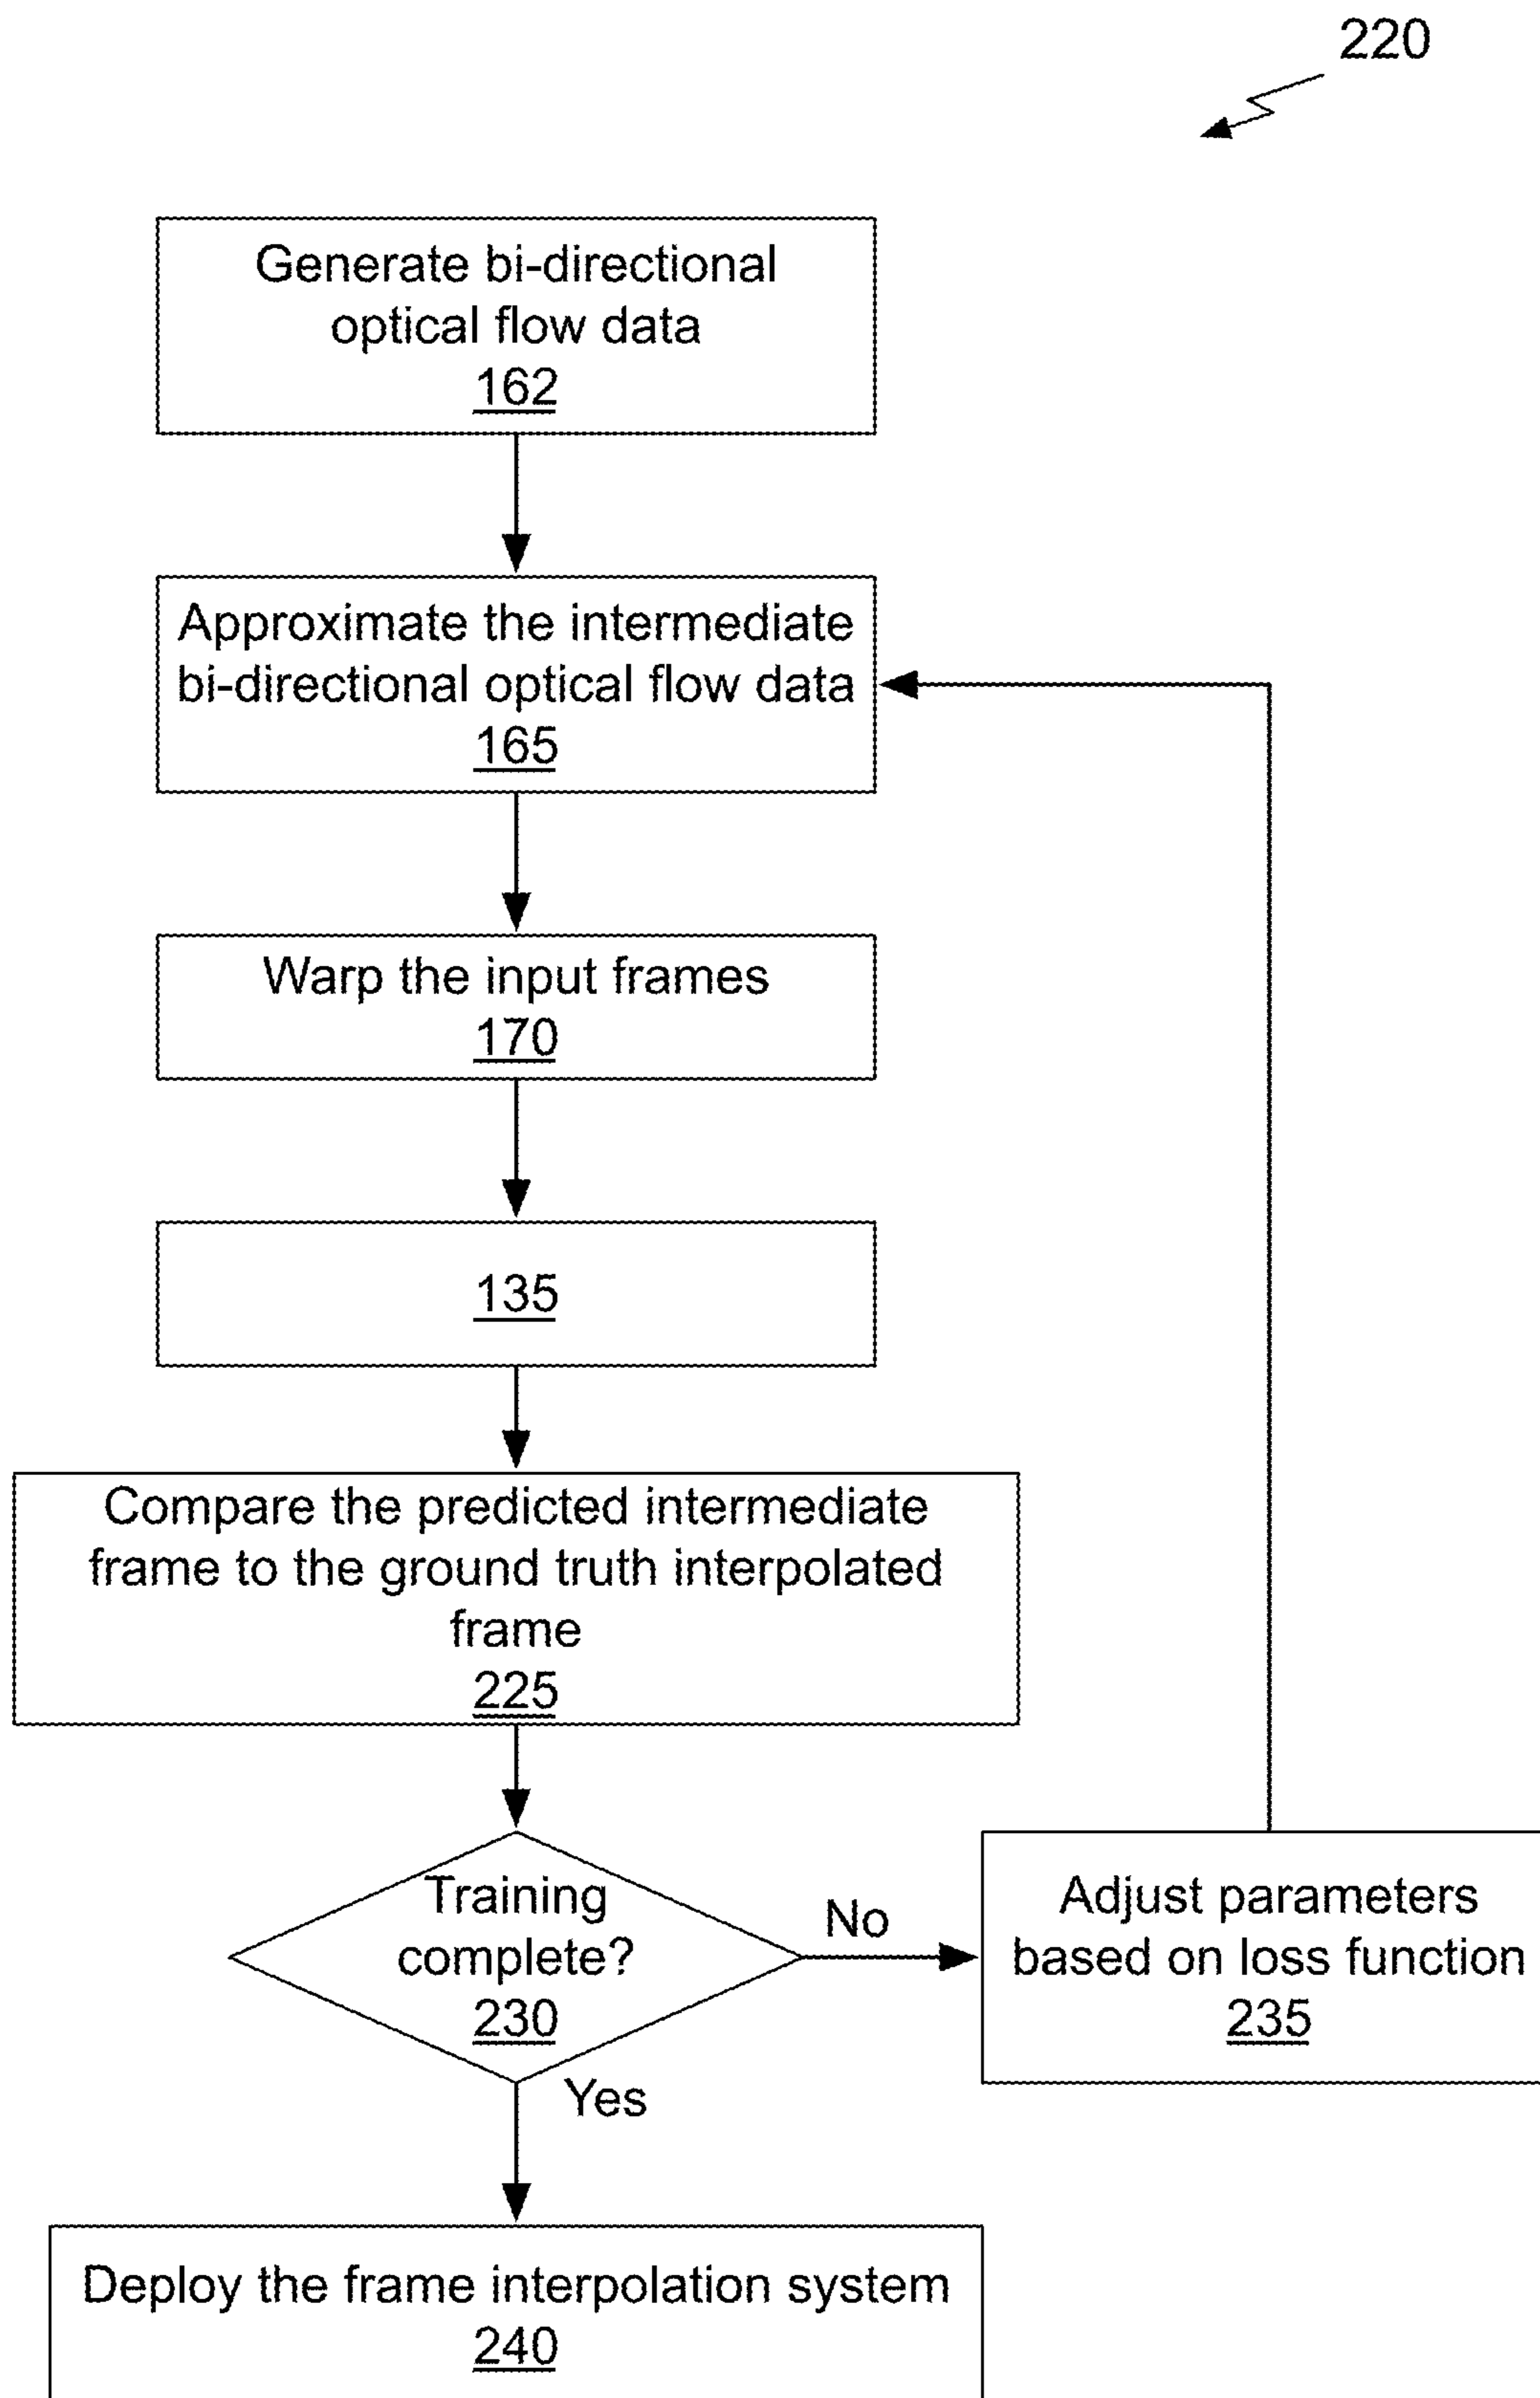 220
Generate bi-directional
optical flow data
162
Approximate the intermediate
bi-directional optical flow data
165
Warp the input frames
170
135
Compare the predicted intermediate
frame to the ground truth interpolated
frame
225
Training
complete?
230
No
Adjust parameters
based on loss function
235
Yes
Deploy the frame interpolation system
240